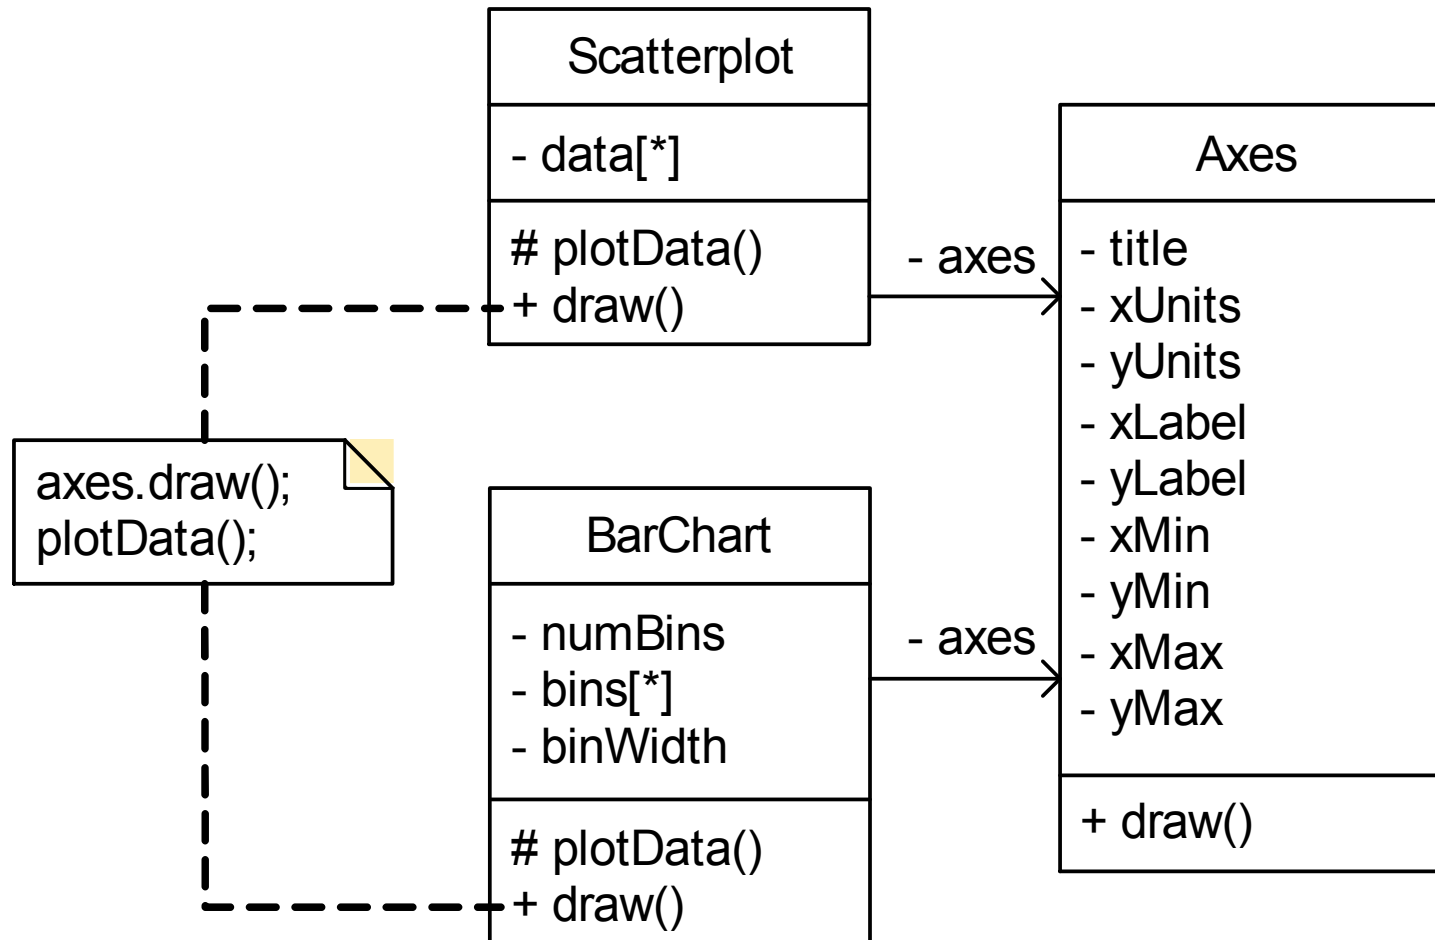 Scatterplot
- data[*]
# plotData()
+ draw()
- axes
Axes
- title
- xUnits
- yUnits
- xLabel
- yLabel
- xMin
- yMin
- xMax
- yMax
+ draw()
axes.draw();
plotData();
BarChart
- numBins
- bins[*]
- binWidth
# plotData()
+ draw()
- axes